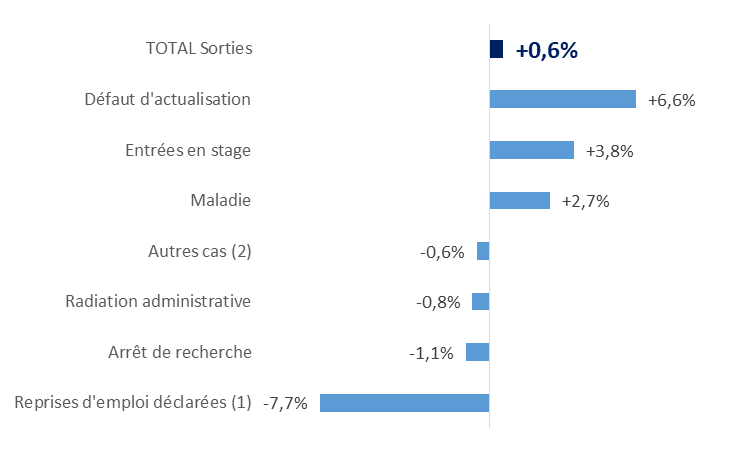 TOTAL Sorties +0,6%
Défaut d'actualisation +6,6%
Entrées en stage +3,8%
Maladie +2,7%
Autres cas (2) -0,6%
Radiation administrative -0,8%
Arrêt de recherche -1,1%
Reprises d'emploi déclarées (1) -7,7%